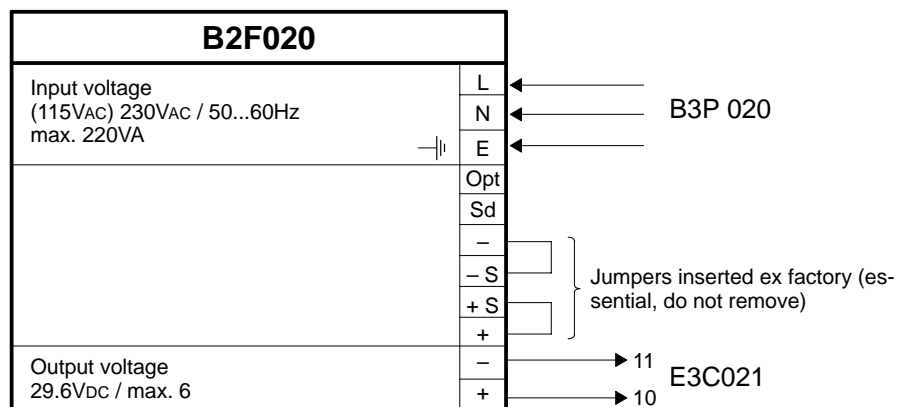 B2F020
Input voltage
(115VAC) 230VAC / 50...60Hz
max. 220VA
L
N
E
B3P 020
Opt
Sd
–
– S
+ S
+
Jumpers inserted ex factory (es-
sential, do not remove)
Output voltage
29.6VDC / max. 6
–
+
11
10
E3C021